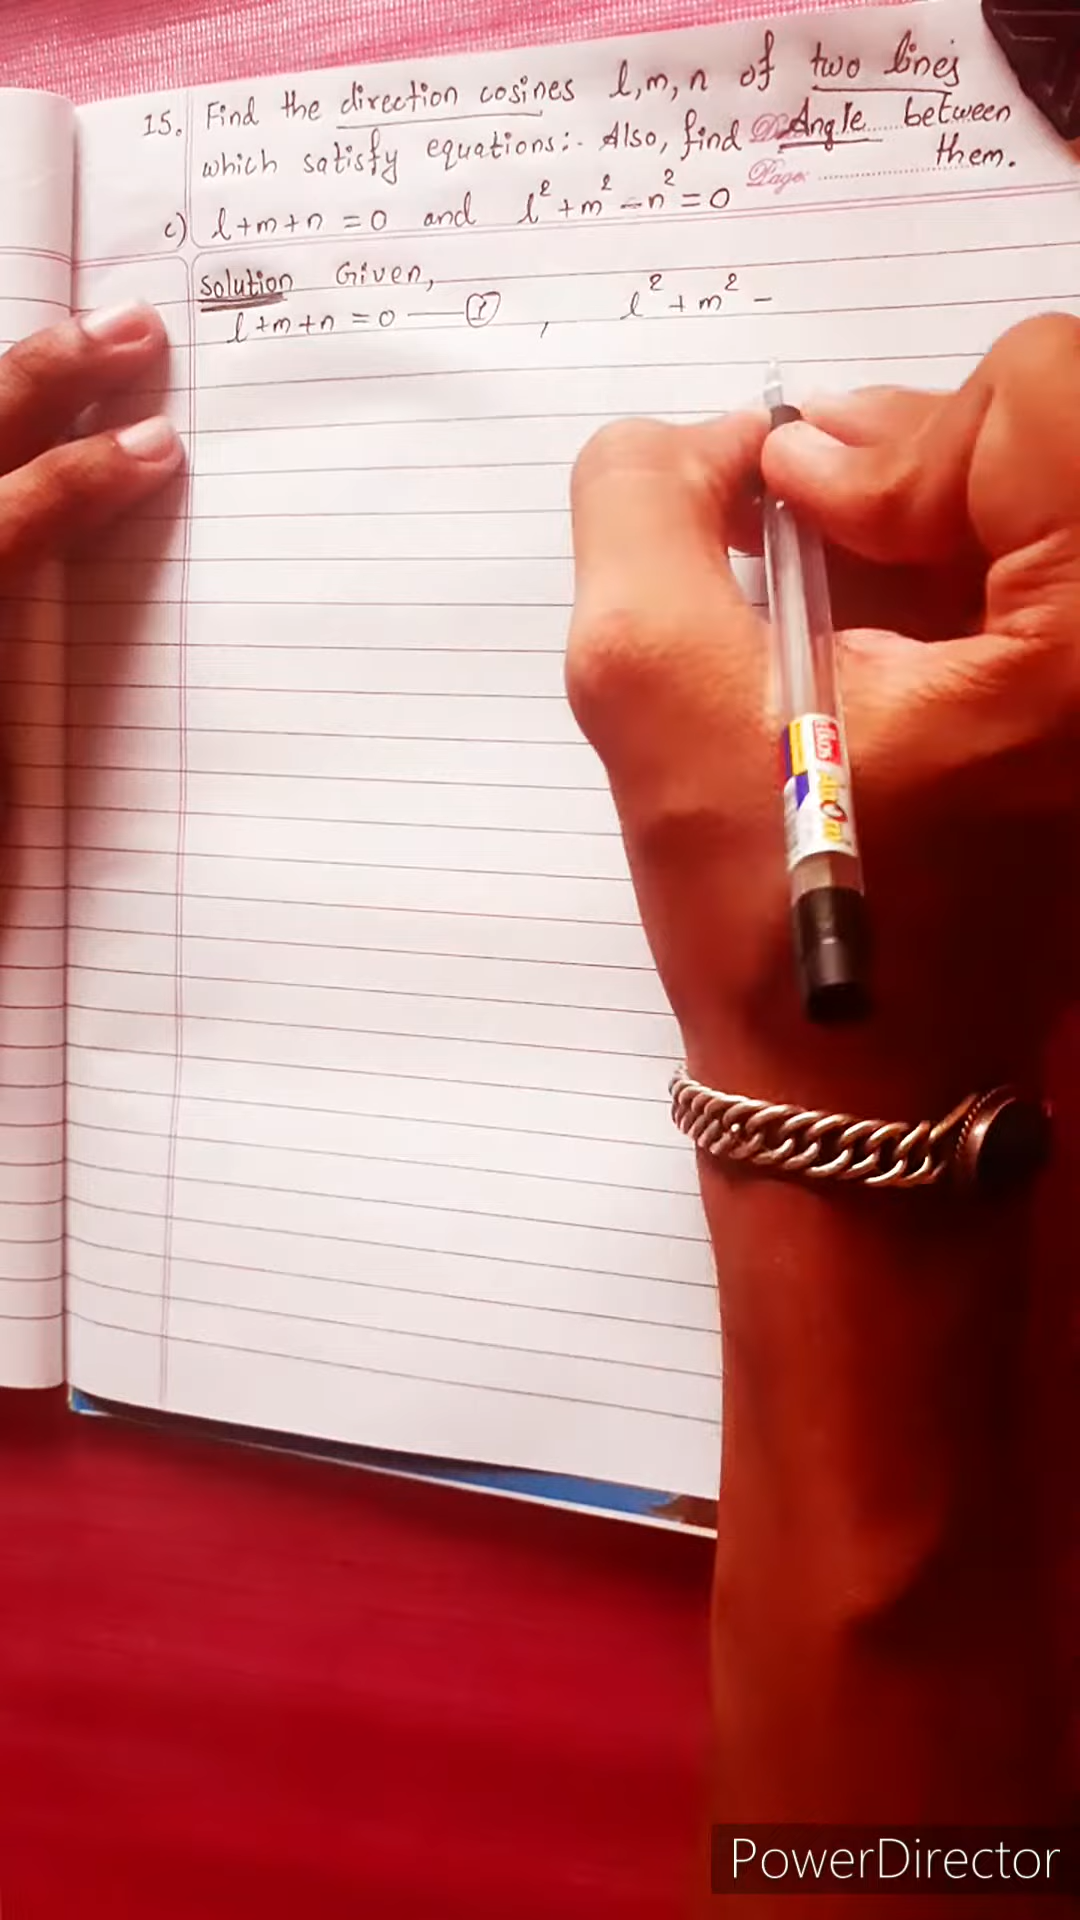 15. Find the direction cosines l, m, n of two lines
which satisfy equations:- Also, find Angle between
them.
Page:
c) l+m+n=0 and l²+m²-n²=0
Solution Given,
l+m+n=0 — (i) , l²+m²-
PowerDirector